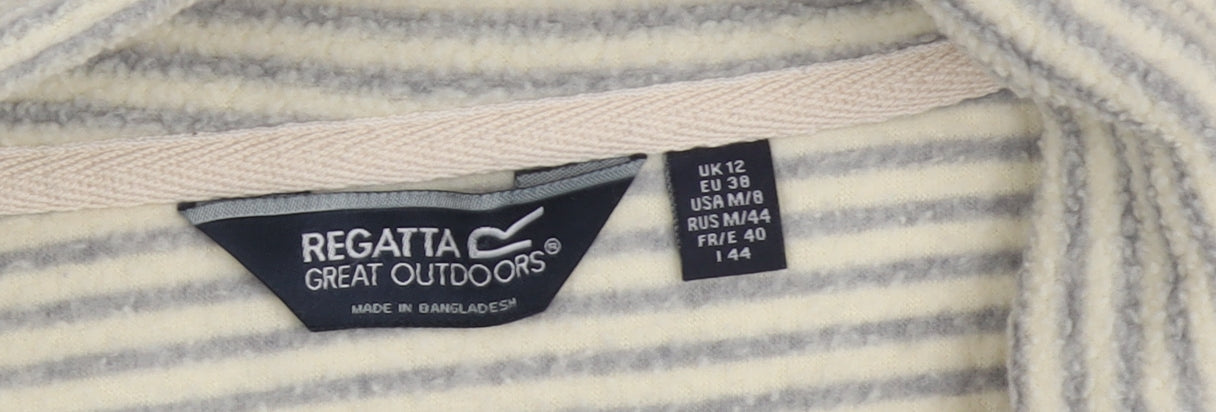 REGATTA
GREAT OUTDOORS®
MADE IN BANGLADESH
UK 12
EU 38
USA M/8
RUS M/44
FR/E 40
I 44